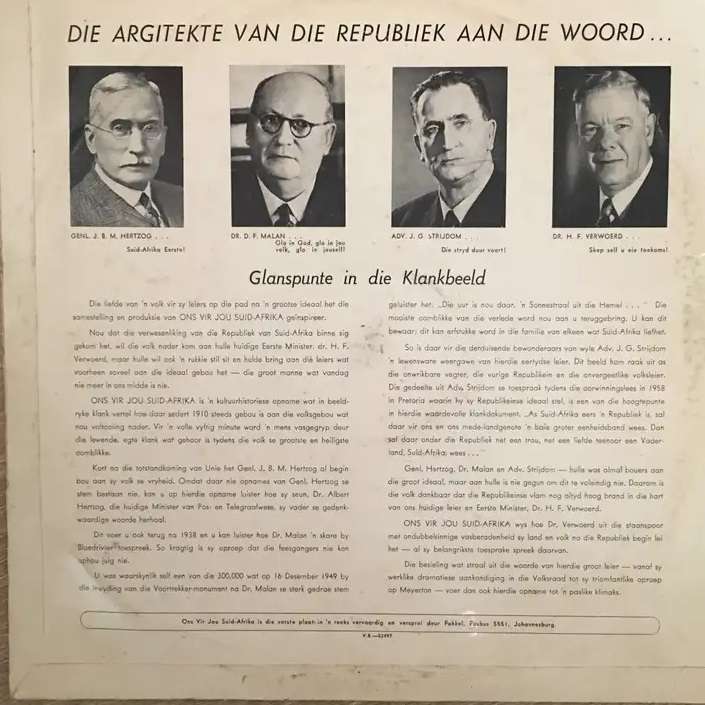 DIE ARGITEKTE VAN DIE REPUBLIEK AAN DIE WOORD ...
GENL. J. B. M. HERTZOG . . .
Suid-Afrika Eerste!
DR. D. F. MALAN . . .
Glo in God, glo in jou
volk, glo in jouself!
ADV. J. G. STRIJDOM . . .
Die stryd duur voort!
DR. H. F. VERWOERD . . .
Skep self u eie toekoms!
Glanspunte in die Klankbeeld
Die liefde van 'n volk vir sy leiers op die pad na 'n grootse ideaal het die
samestelling en produksie van ONS VIR JOU SUID-AFRIKA geïnspireer.
Nou dat die verwesenliking van die Republiek van Suid-Afrika binne sig
gekom het, wil die volk nader kom aan hulle huidige Eerste Minister, dr. H. F.
Verwoerd, maar hulle wil ook 'n rukkie stil sit en hulde bring aan dié leiers wat
voorheen soveel aan die ideaal gebou het — die groot manne wat vandag
nie meer in ons midde is nie.
ONS VIR JOU SUID-AFRIKA is 'n kultuurhistoriese opname wat in beeld-
ryke klank vertel hoe daar sedert 1910 steeds gebou is aan die volksgebou wat
nou voltooiing nader. Vir 'n volle vyftig minute word 'n mens vasgegryp deur
die lewende, egte klank wat gehoor is tydens die volk se grootste en heiligste
oomblikke.
Kort na die totstandkoming van Unie het Genl. J. B. M. Hertzog al begin
bou aan sy volk se vryheid. Omdat daar nie opnames van Genl. Hertzog se
stem bestaan nie, kan u op hierdie opname luister hoe sy seun, Dr. Albert
Hertzog, die huidige Minister van Pos- en Telegraafwese, sy vader se gedenk-
waardige woorde herhaal.
Dit voer u ook terug na 1938 en u kan luister hoe Dr. Malan 'n skare by
Bloedrivier toespreek. So kragtig is sy oproep dat die feesgangers nie kan
ophou juig nie.
U was waarskynlik self een van die 300,000 wat op 16 Desember 1949 by
die inwyding van die Voortrekker-monument na Dr. Malan se sterk gedrae stem
geluister het. „Die uur is nou daar, 'n Sonnestraal uit die Hemel . . . " Die
mooiste oomblikke van die verlede word nou aan u teruggebring. U kan dit
bewaar; dit kan erfstukke word in die familie van elkeen wat Suid-Afrika liefhet.
So is daar vir die derduisende bewonderaars van wyle Adv. J. G. Strijdom
'n lewensware weergawe van hierdie eertydse leier. Dit beeld hom raak uit as
die onwrikbare vegter, die vurige Republikein en die onvergeetlike volksleier.
Die gedeelte uit Adv. Strijdom se toespraak tydens die oorwinningsfees in 1958
in Pretoria waarin hy sy Republikeinse ideaal stel, is een van die hoogtepunte
in hierdie waardevolle klankdokument. „As Suid-Afrika eers 'n Republiek is, sal
daar vir ons en ons mede-landgenote 'n baie groter eenheidsband wees. Dan
sal daar onder die Republiek net een trou, net een liefde teenoor een Vader-
land, Suid-Afrika, wees . . . "
Genl. Hertzog, Dr. Malan en Adv. Strijdom — hulle was almal bouers aan
die groot ideaal, maar aan hulle is nie gegun om dit te voleindig nie. Daarom is
die volk dankbaar dat die Republikeinse vlam nog altyd hoog brand in die hart
van ons huidige leier en Eerste Minister, Dr. H. F. Verwoerd.
ONS VIR JOU SUID-AFRIKA wys hoe Dr. Verwoerd uit die staanspoor
met ondubbelsinnige vasberadenheid sy land en volk na die Republiek begin lei
het — al sy belangrikste toesprake spreek daarvan.
Die besieling wat straal uit die woorde van hierdie groot leier — vanaf sy
werklike dramatiese aankondiging in die Volksraad tot sy triomfantlike oproep
op Meyerton — voer dan ook hierdie opname tot 'n paslike klimaks.
Ons Vir Jou Suid-Afrika is die eerste plaat in 'n reeks vervaardig en versprei deur Pakkel, Posbus 5551, Johannesburg.